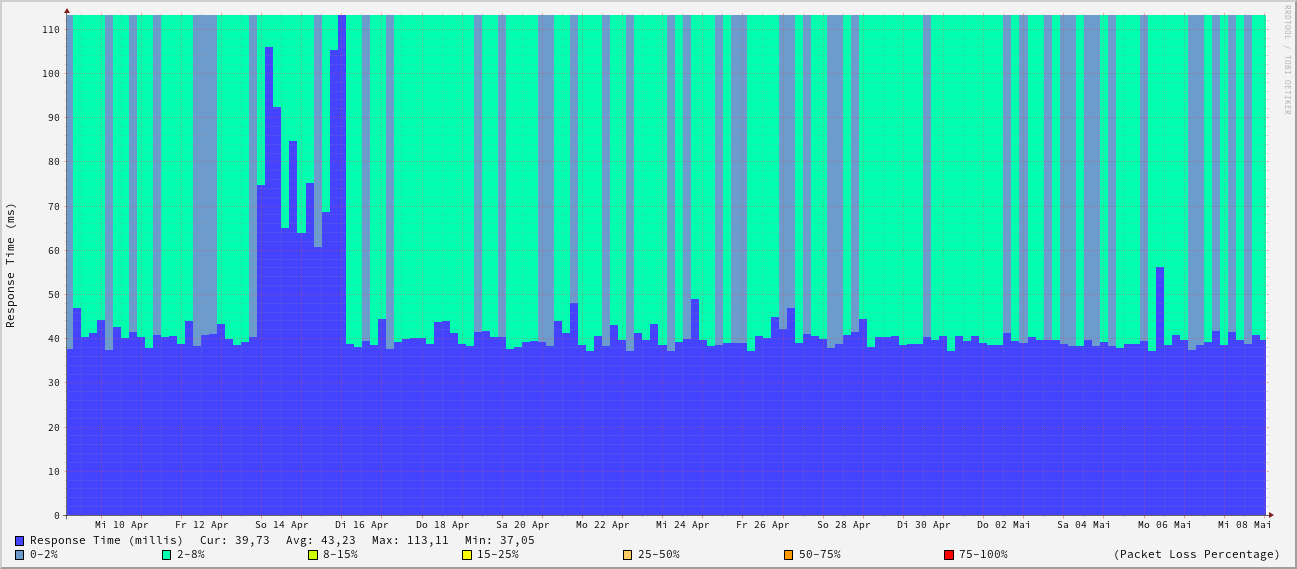 RRDTOOL / TOBI OETIKER
Response Time (ms)
110
100
90
80
70
60
50
40
30
20
10
0
Mi 10 Apr Fr 12 Apr So 14 Apr Di 16 Apr Do 18 Apr Sa 20 Apr Mo 22 Apr Mi 24 Apr Fr 26 Apr So 28 Apr Di 30 Apr Do 02 Mai Sa 04 Mai Mo 06 Mai Mi 08 Mai
Response Time (millis) Cur: 39,73 Avg: 43,23 Max: 113,11 Min: 37,05
0-2% 2-8% 8-15% 15-25% 25-50% 50-75% 75-100% (Packet Loss Percentage)